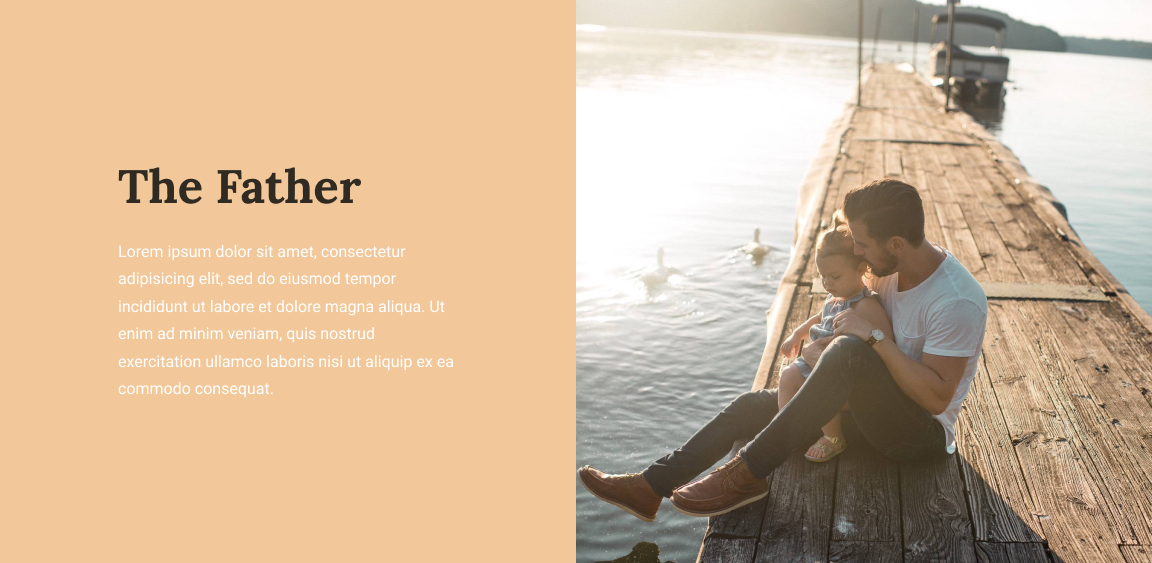 The Father
Lorem ipsum dolor sit amet, consectetur
adipisicing elit, sed do eiusmod tempor
incididunt ut labore et dolore magna aliqua. Ut
enim ad minim veniam, quis nostrud
exercitation ullamco laboris nisi ut aliquip ex ea
commodo consequat.